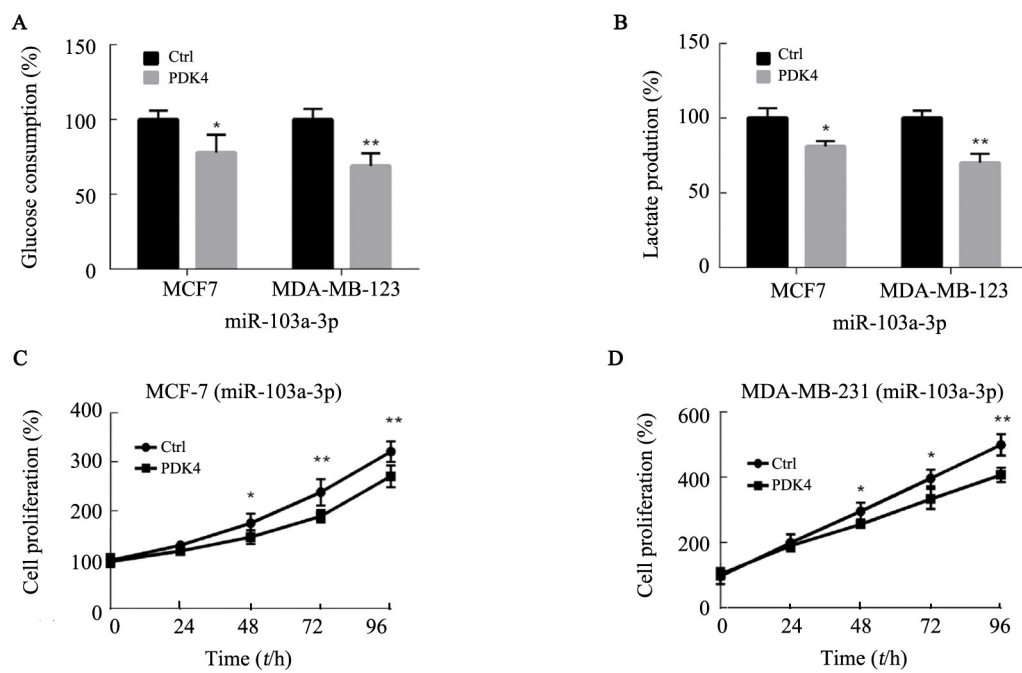 A
Glucose consumption (%)
150
100
50
0
Ctrl
PDK4
*
**
MCF7 MDA-MB-123
miR-103a-3p
B
Lactate prodution (%)
150
100
50
0
Ctrl
PDK4
*
**
MCF7 MDA-MB-123
miR-103a-3p
C
MCF-7 (miR-103a-3p)
Cell proliferation (%)
400
300
200
100
0
Ctrl
PDK4
*
**
**
0 24 48 72 96
Time (t/h)
D
MDA-MB-231 (miR-103a-3p)
Cell proliferation (%)
600
400
200
0
Ctrl
PDK4
*
*
**
0 24 48 72 96
Time (t/h)